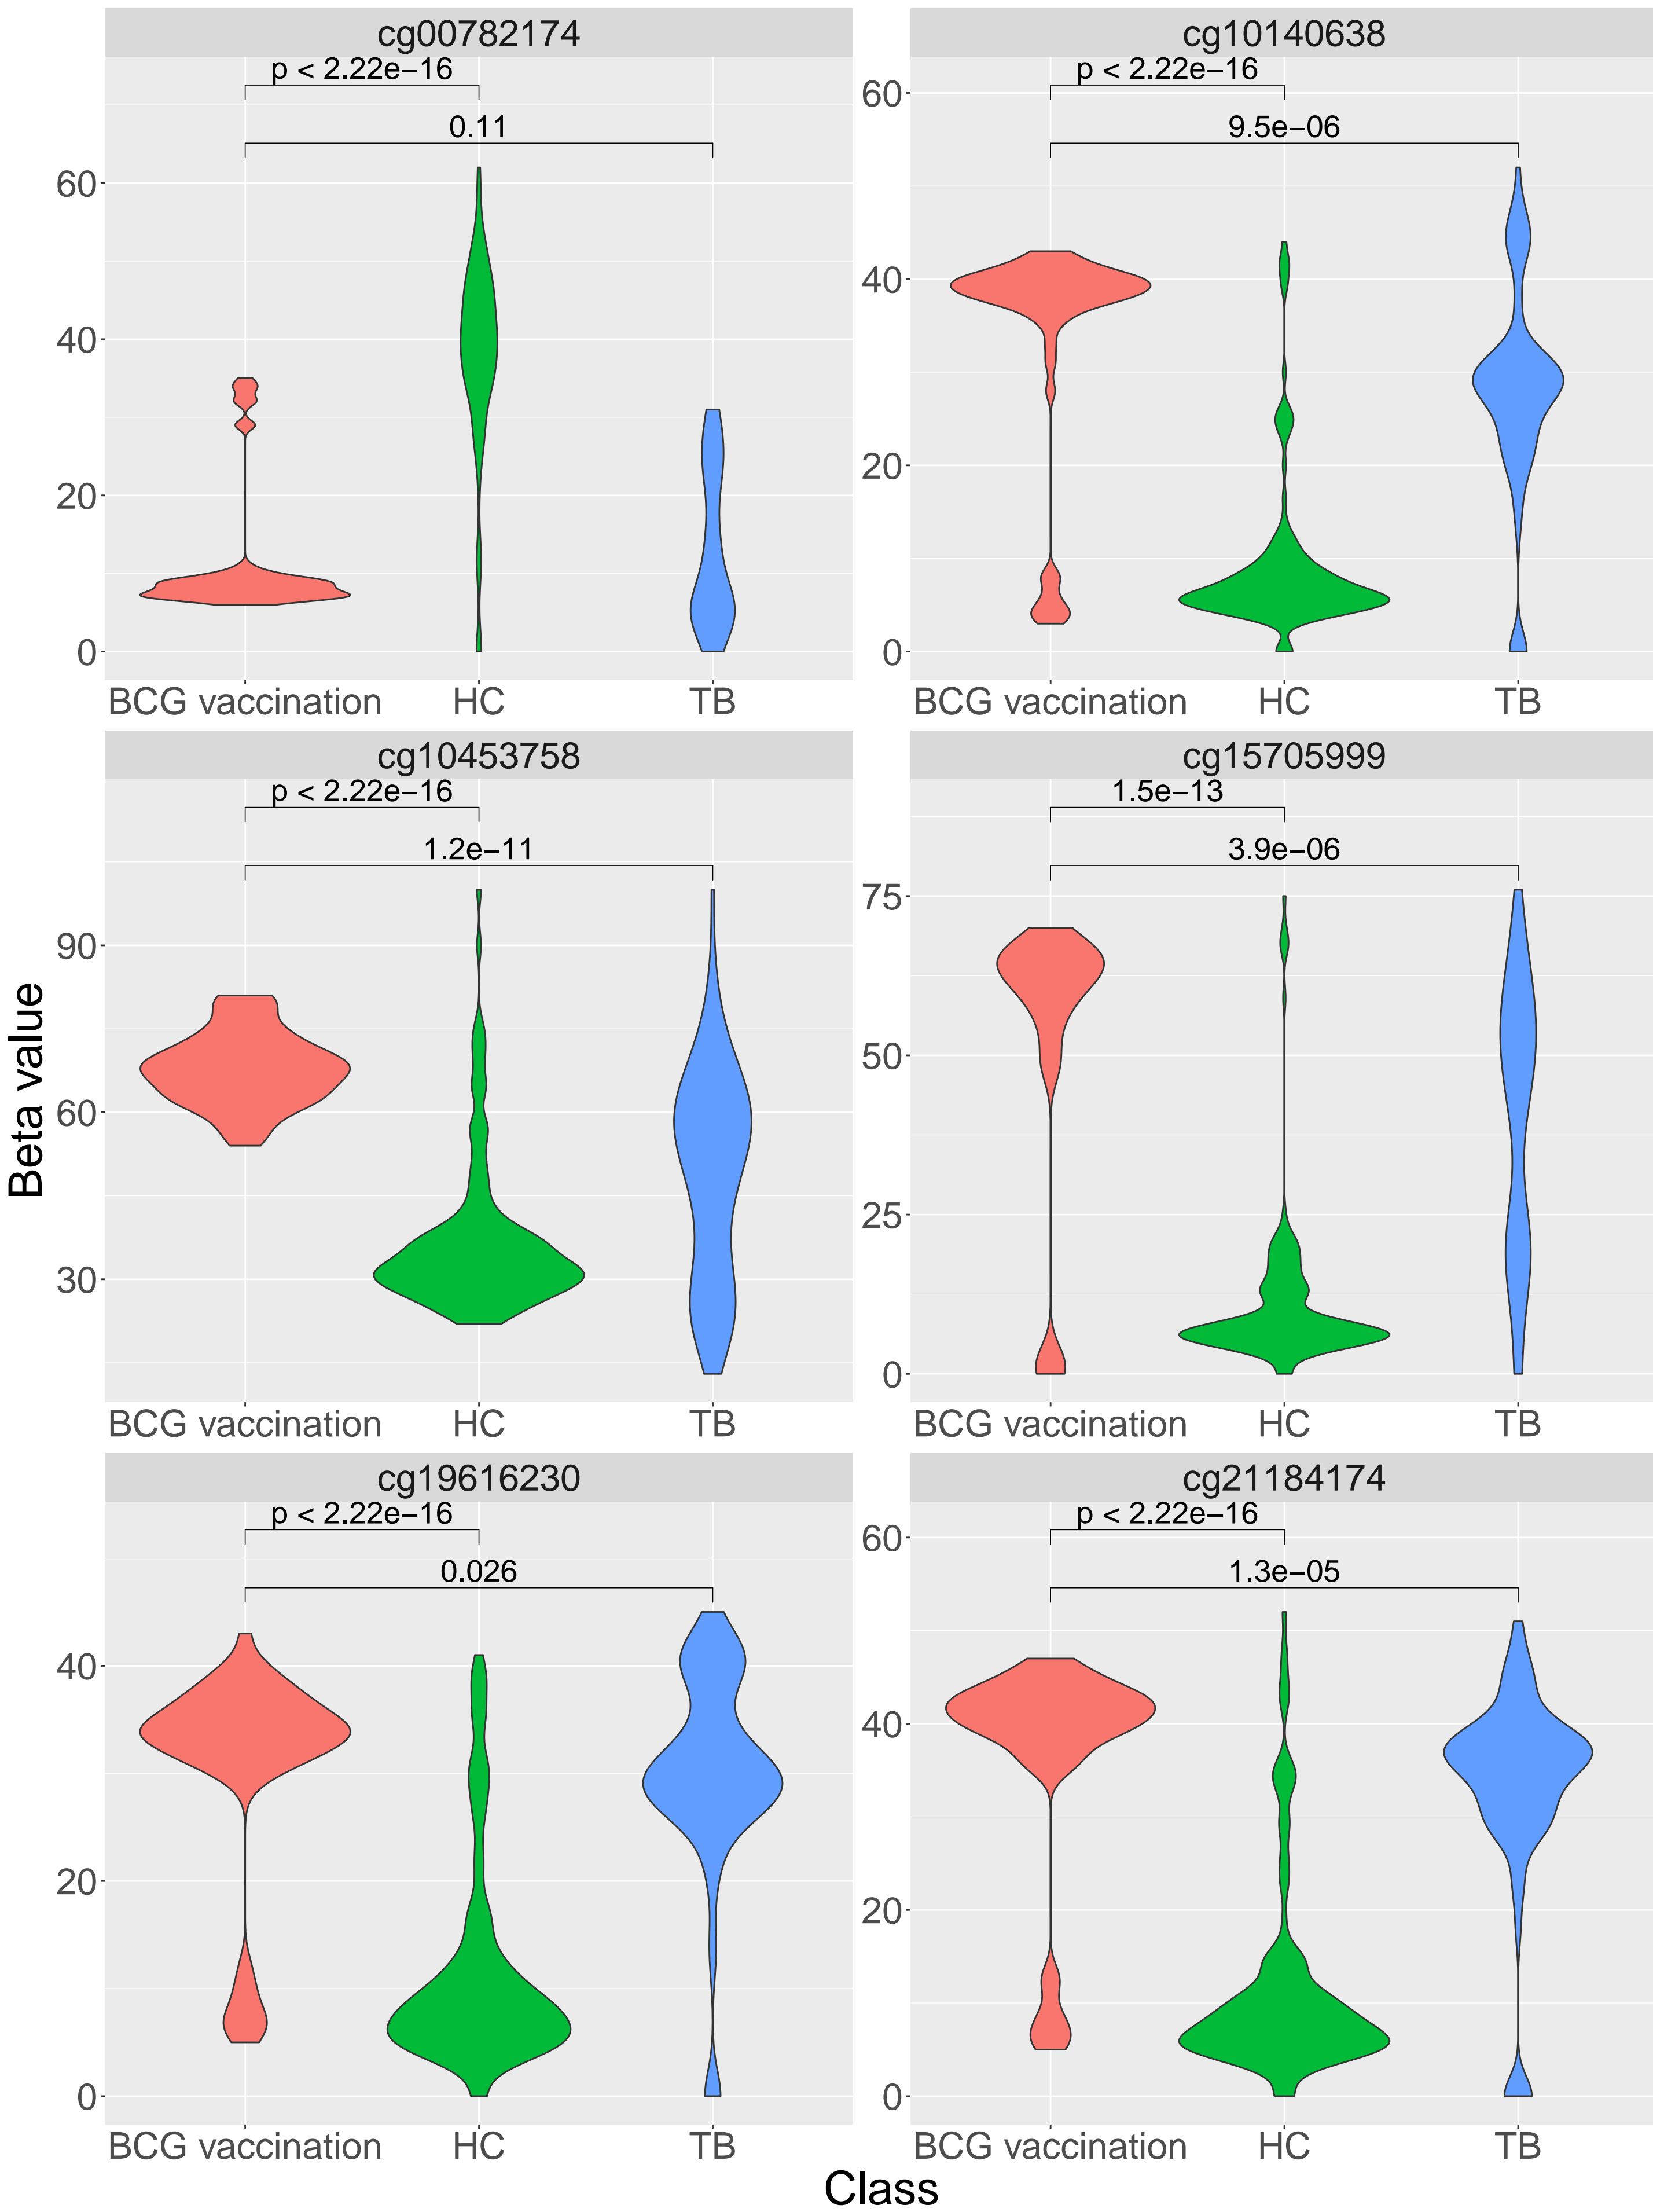 cg00782174
p < 2.22e−16
0.11
60
40
20
0
BCG vaccination HC TB
cg10140638
p < 2.22e−16
9.5e−06
60
40
20
0
BCG vaccination HC TB
cg10453758
p < 2.22e−16
1.2e−11
90
60
30
BCG vaccination HC TB
cg15705999
1.5e−13
3.9e−06
75
50
25
0
BCG vaccination HC TB
cg19616230
p < 2.22e−16
0.026
40
20
0
BCG vaccination HC TB
cg21184174
p < 2.22e−16
1.3e−05
60
40
20
0
BCG vaccination HC TB
Beta value
Class